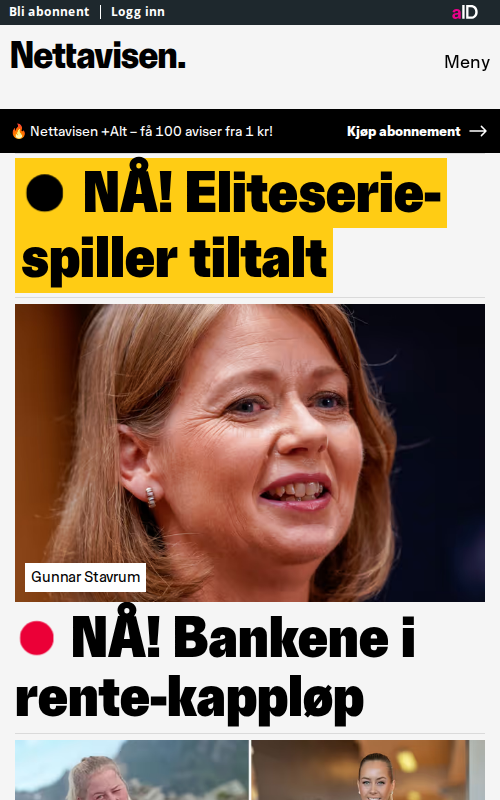 Bli abonnent | Logg inn
aID
Nettavisen.
Meny
🔥 Nettavisen +Alt – få 100 aviser fra 1 kr!
Kjøp abonnement →
NÅ! Eliteserie-
spiller tiltalt
Gunnar Stavrum
NÅ! Bankene i
rente-kappløp